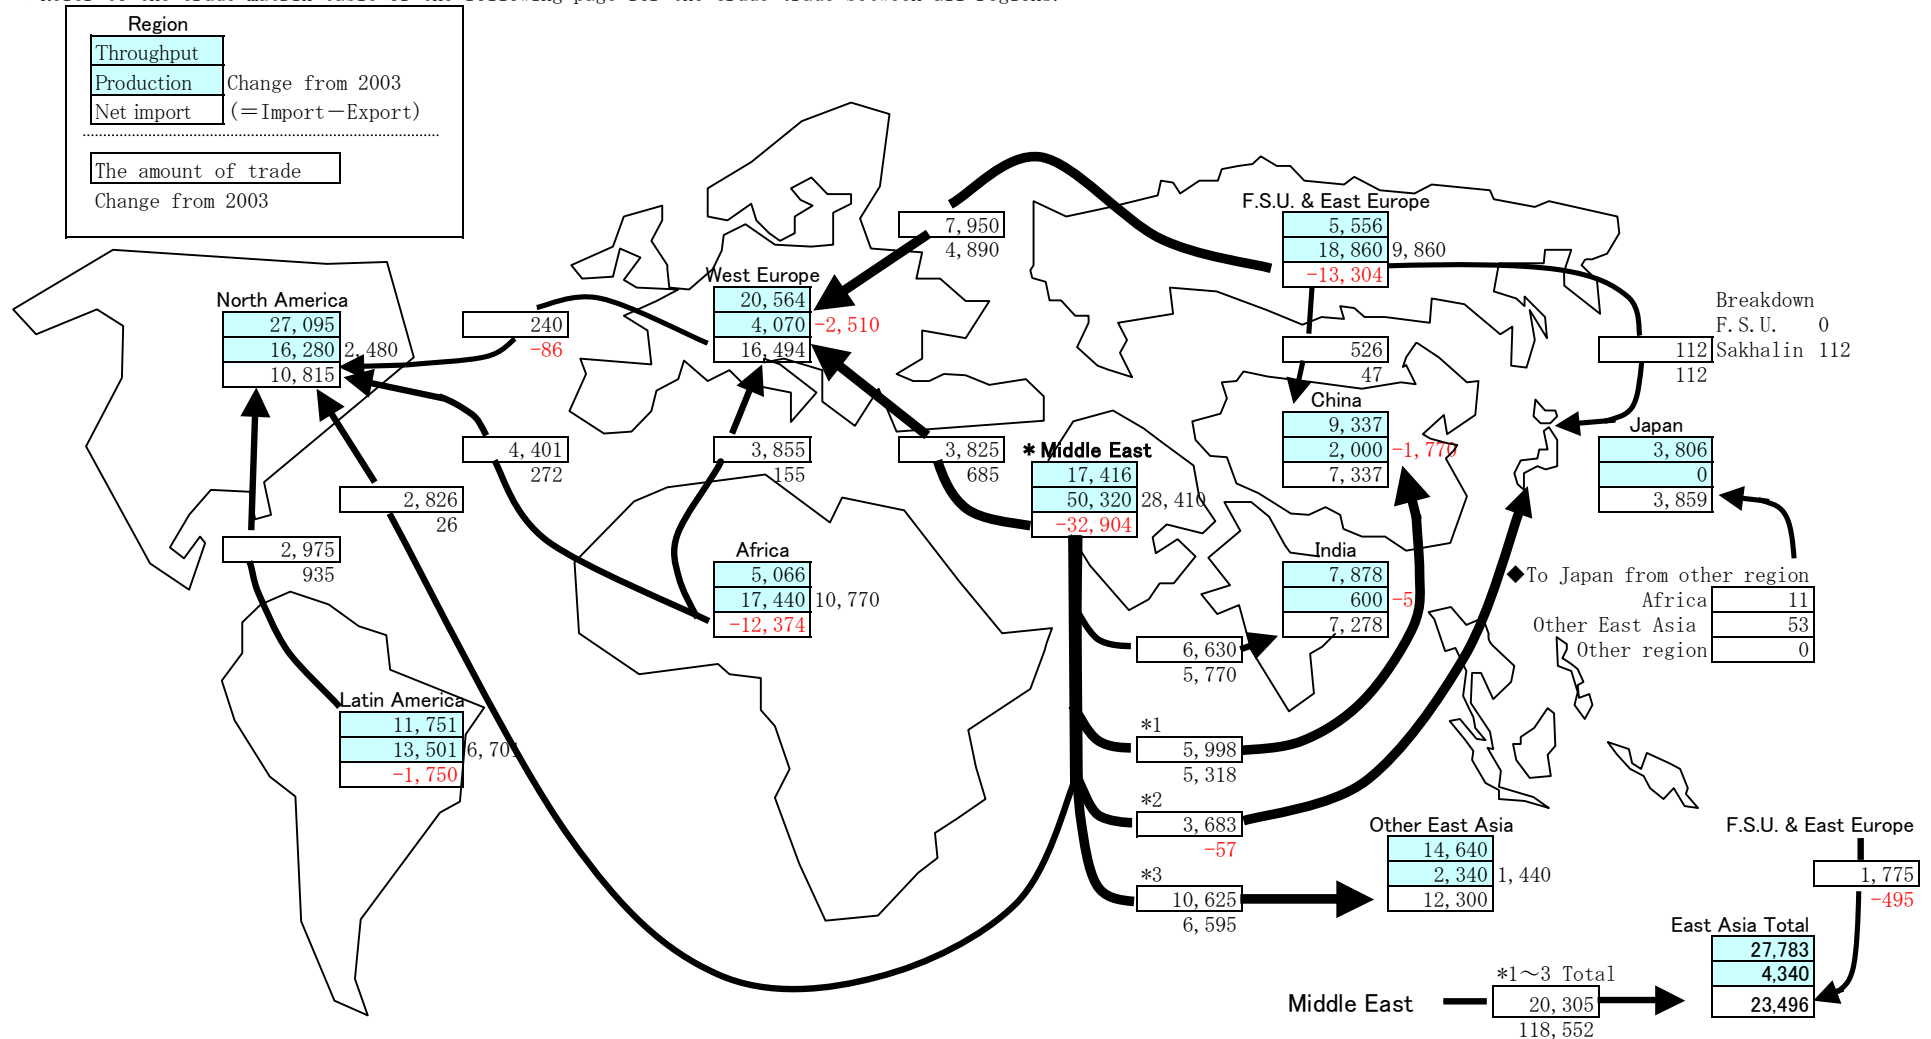 Region
Throughput
Production Change from 2003
Net import (＝Import－Export)
The amount of trade
Change from 2003
F.S.U. & East Europe
5,556
18,860 9,860
-13,304
7,950
4,890
West Europe
20,564
4,070 -2,510
16,494
North America
27,095
16,280 2,480
10,815
240
-86
526
47
Breakdown
F.S.U. 0
112 Sakhalin 112
112
China
9,337
2,000 -1,770
7,337
Japan
3,806
0
3,859
4,401
272
3,855
155
3,825
685
*Middle East
17,416
50,320 28,410
-32,904
2,826
26
2,975
935
Africa
5,066
17,440 10,770
-12,374
India
7,878
600 -5
7,278
◆To Japan from other region
Africa 11
Other East Asia 53
Other region 0
6,630
5,770
Latin America
11,751
13,501 6,701
-1,750
*1
5,998
5,318
*2
3,683
-57
*3
10,625
6,595
Other East Asia
14,640
2,340 1,440
12,300
F.S.U. & East Europe
1,775
-495
East Asia Total
27,783
4,340
23,496
*1～3 Total
Middle East 20,305
118,552